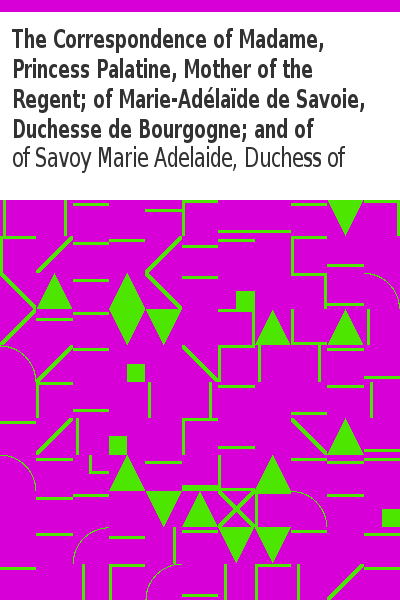 The Correspondence of Madame,
Princess Palatine, Mother of the
Regent; of Marie-Adélaïde de Savoie,
Duchesse de Bourgogne; and of
of Savoy Marie Adelaide, Duchess of